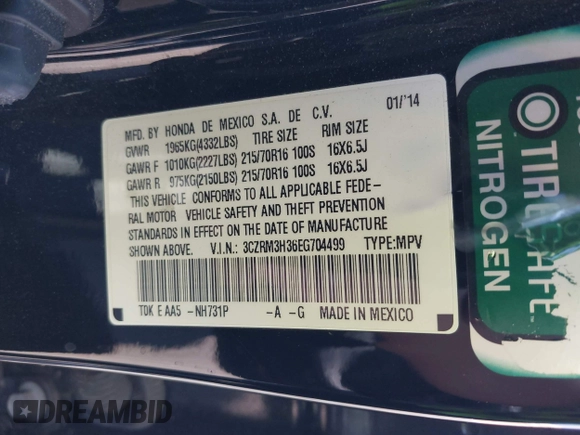 MFD. BY HONDA DE MEXICO S.A. DE C.V. 01/'14
GVWR 1965KG(4332LBS) TIRE SIZE RIM SIZE
GAWR F 1010KG(2227LBS) 215/70R16 100S 16X6.5J
GAWR R 975KG(2150LBS) 215/70R16 100S 16X6.5J
THIS VEHICLE CONFORMS TO ALL APPLICABLE FEDE-
RAL MOTOR VEHICLE SAFETY AND THEFT PREVENTION
STANDARDS IN EFFECT ON THE DATE OF MANUFACTURE
SHOWN ABOVE. V.I.N.: 3CZRM3H36EG704499 TYPE:MPV
TDK E AA5 -NH731P -A -G MADE IN MEXICO
NITROGEN
DREAMBID